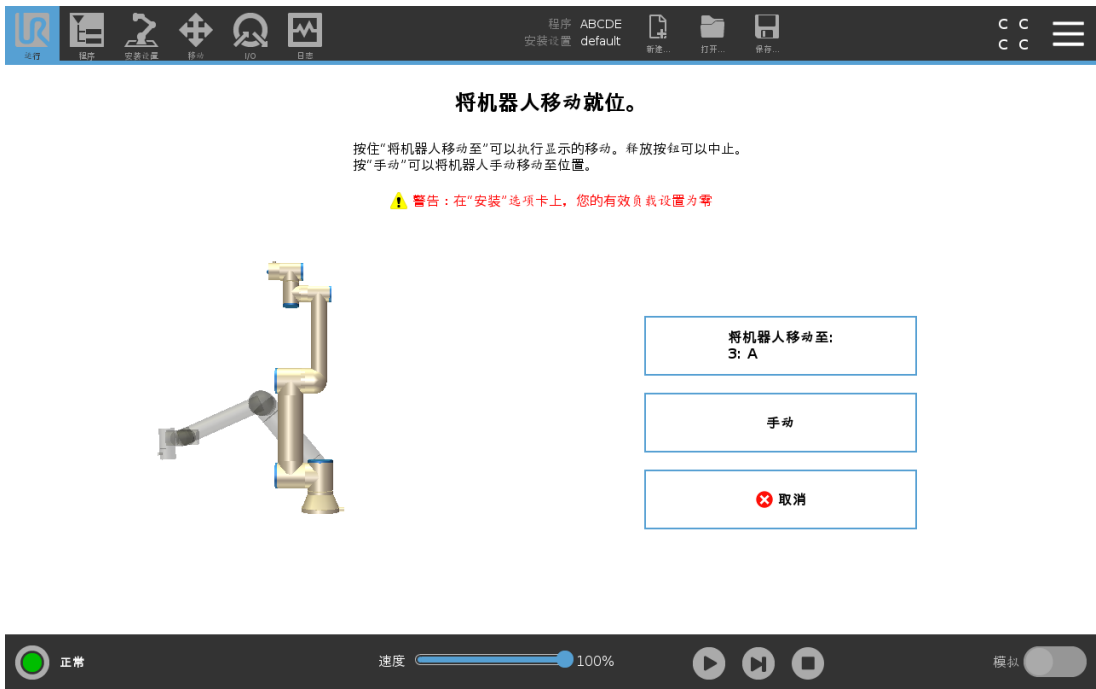 UR
运行
程序
安装设置
移动
I/O
日志
程序 ABCDE
安装设置 default
新建...
打开...
保存...
C C
C C
将机器人移动就位。
按住“将机器人移动至”可以执行显示的移动。释放按钮可以中止。
按“手动”可以将机器人手动移动至位置。
警告：在“安装”选项卡上，您的有效负载设置为零
将机器人移动至:
3: A
手动
取消
正常
速度 100%
模拟